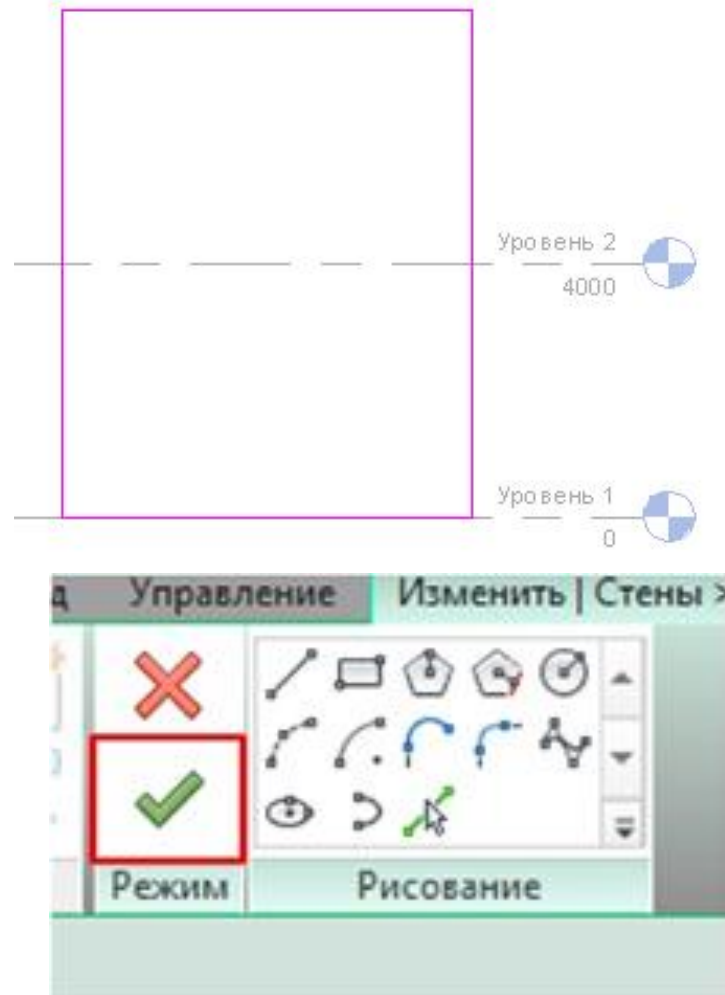 Уровень 2
4000
Уровень 1
0
д Управление Изменить | Стены >
Режим Рисование